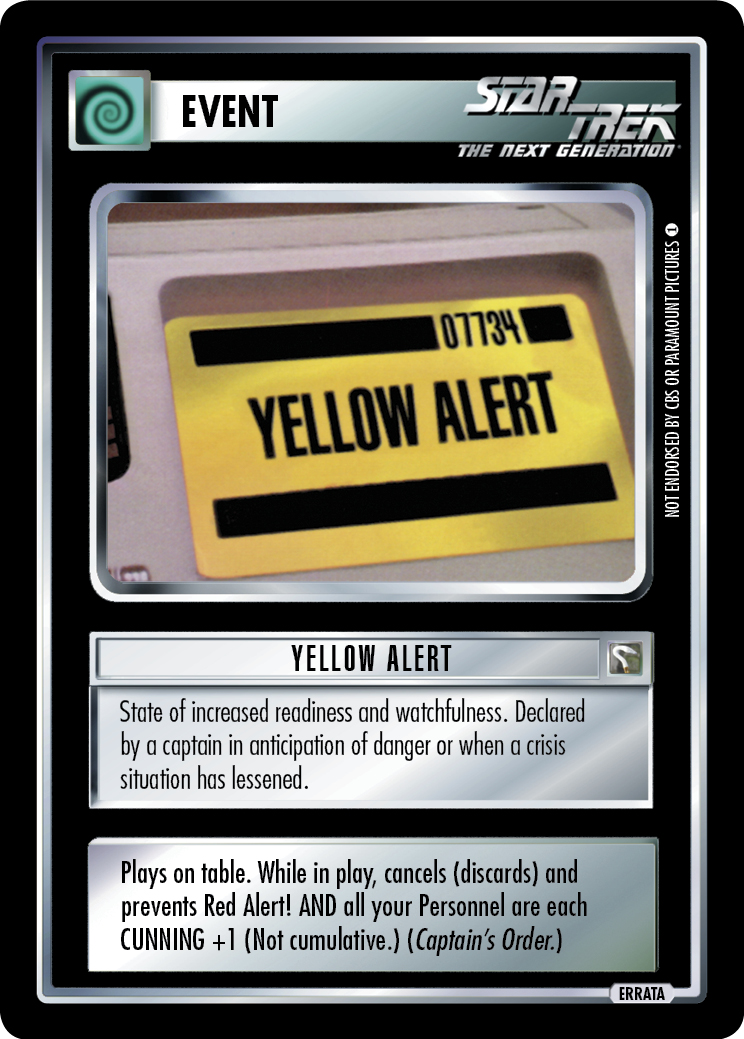 EVENT
STAR TREK
THE NEXT GENERATION
07734
YELLOW ALERT
NOT ENDORSED BY CBS OR PARAMOUNT PICTURES 1
YELLOW ALERT
State of increased readiness and watchfulness. Declared
by a captain in anticipation of danger or when a crisis
situation has lessened.
Plays on table. While in play, cancels (discards) and
prevents Red Alert! AND all your Personnel are each
CUNNING +1 (Not cumulative.) (Captain's Order.)
ERRATA